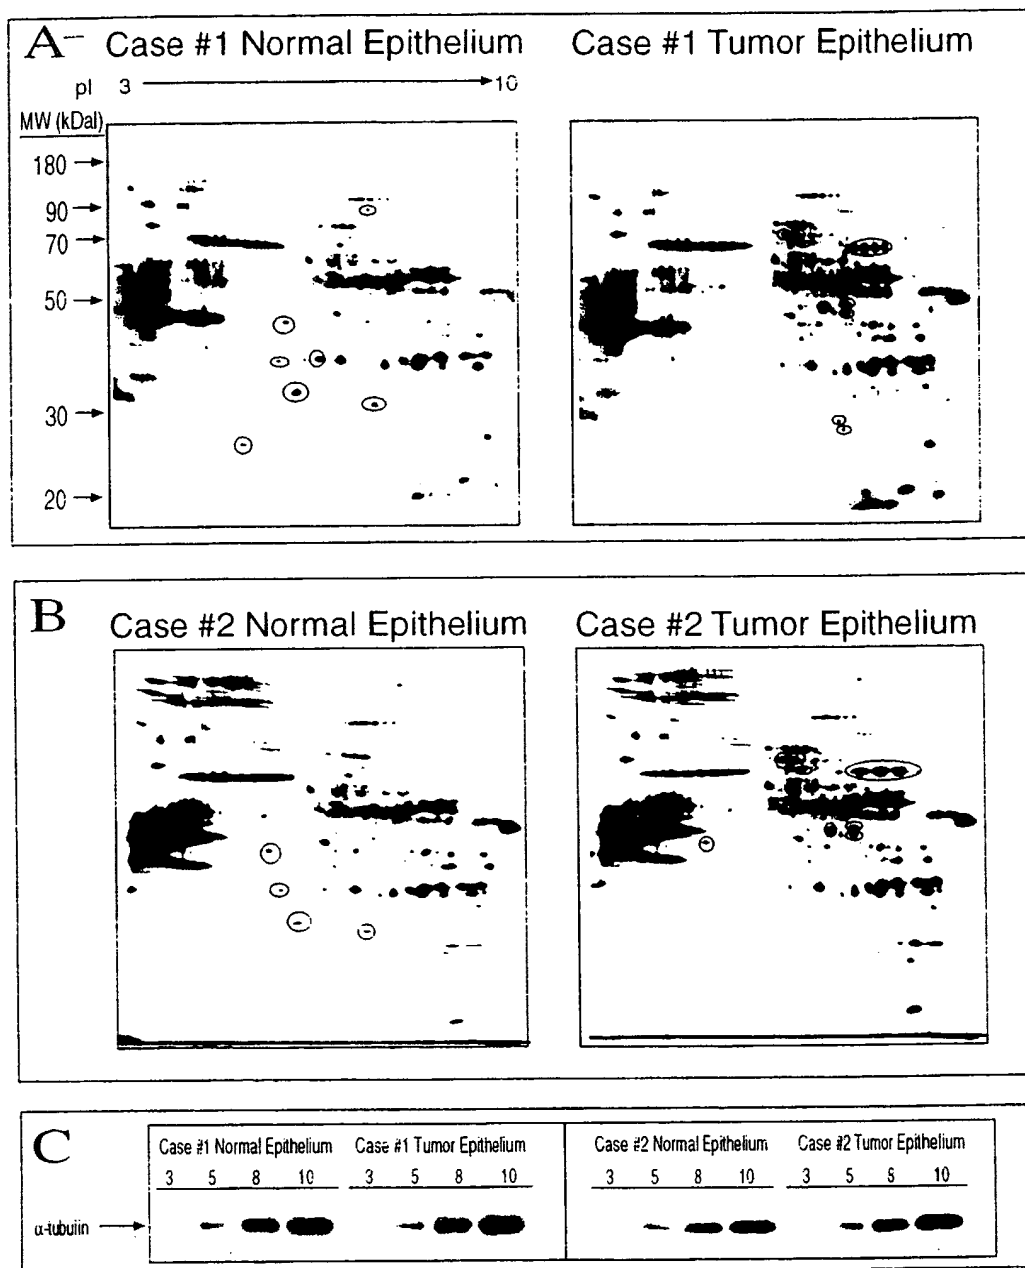 A Case #1 Normal Epithelium Case #1 Tumor Epithelium
pI 3 10
MW (kDal)
180
90
70
50
30
20
B Case #2 Normal Epithelium Case #2 Tumor Epithelium
C Case #1 Normal Epithelium Case #1 Tumor Epithelium Case #2 Normal Epithelium Case #2 Tumor Epithelium
3 5 8 10 3 5 8 10 3 5 8 10 3 5 8 10
α-tubulin